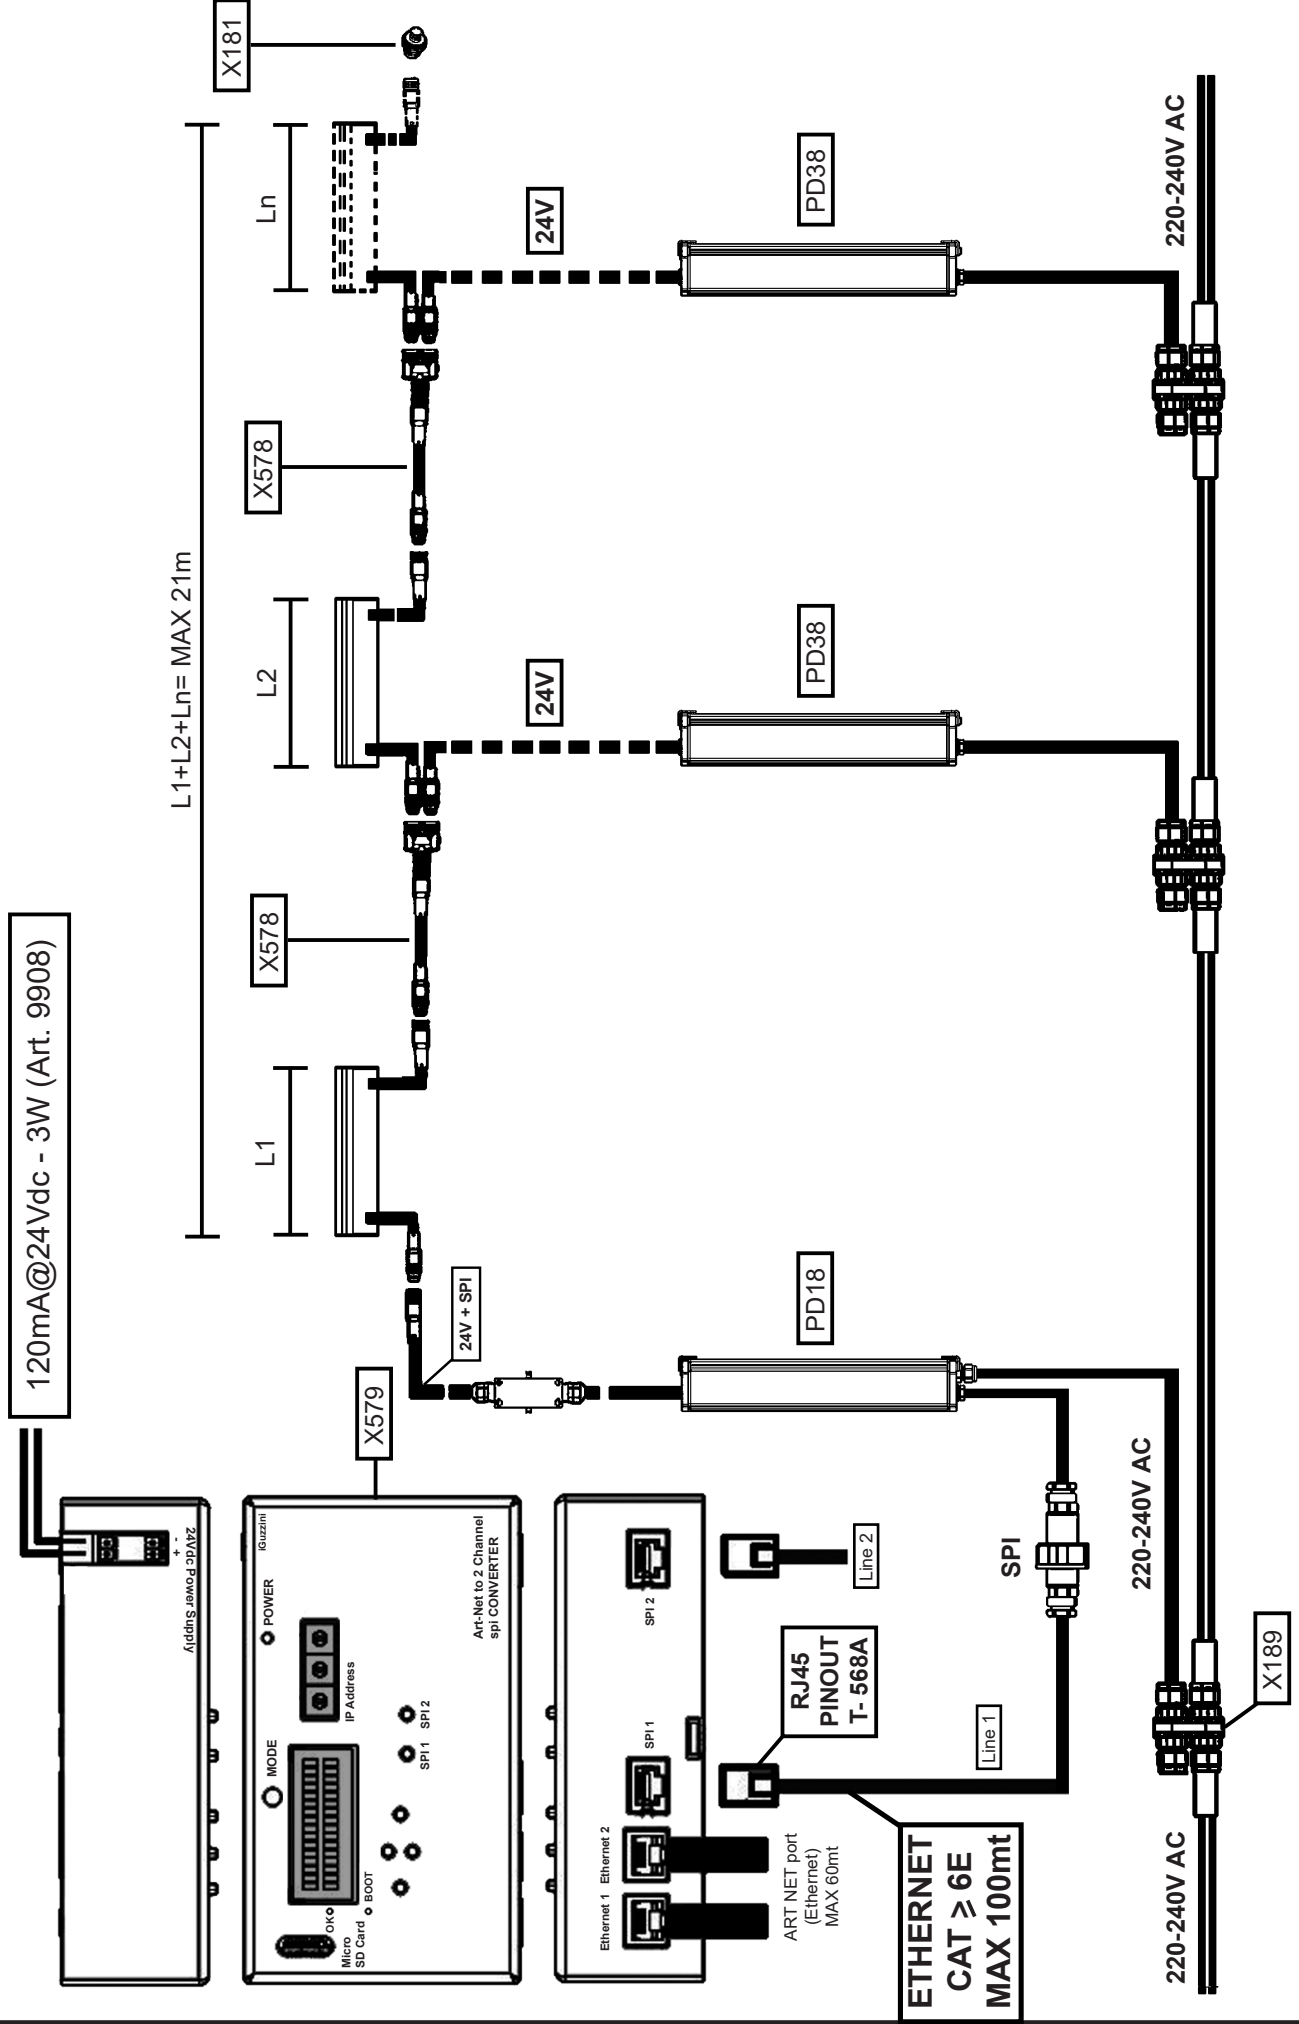 120mA@24Vdc - 3W (Art. 9908)
+ -
24Vdc Power Supply
X579
iGuzzini
POWER
MODE
IP Address
OK
Micro
SD Card
BOOT
SPI 1
SPI 2
Art-Net to 2 Channel
spi CONVERTER
Ethernet 1
Ethernet 2
SPI 1
SPI 2
ART NET port
(Ethernet)
MAX 60mt
RJ45
PINOUT
T- 568A
Line 2
Line 1
ETHERNET
CAT ≥ 6E
MAX 100mt
SPI
220-240V AC
220-240V AC
X189
L1+L2+Ln= MAX 21m
L1
L2
Ln
X578
X578
X181
24V + SPI
24V
24V
PD18
PD38
PD38
220-240V AC